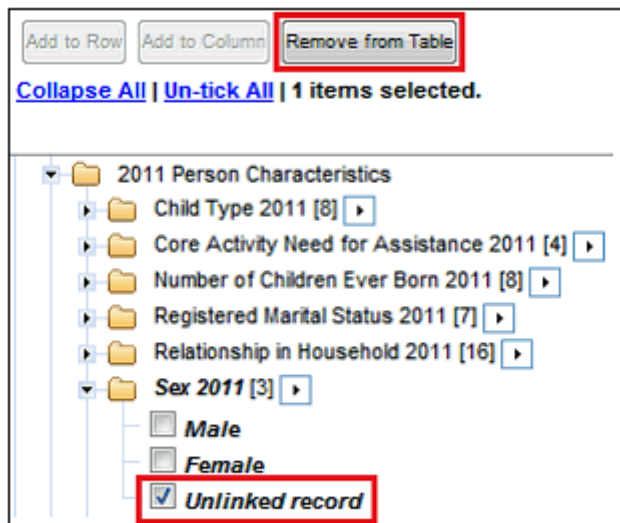 Add to Row Add to Column Remove from Table
Collapse All | Un-tick All | 1 items selected.
2011 Person Characteristics
Child Type 2011 [8]
Core Activity Need for Assistance 2011 [4]
Number of Children Ever Born 2011 [8]
Registered Marital Status 2011 [7]
Relationship in Household 2011 [16]
Sex 2011 [3]
Male
Female
Unlinked record